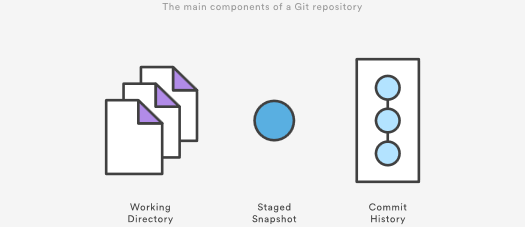 The main components of a Git repository
Working
Directory
Staged
Snapshot
Commit
History